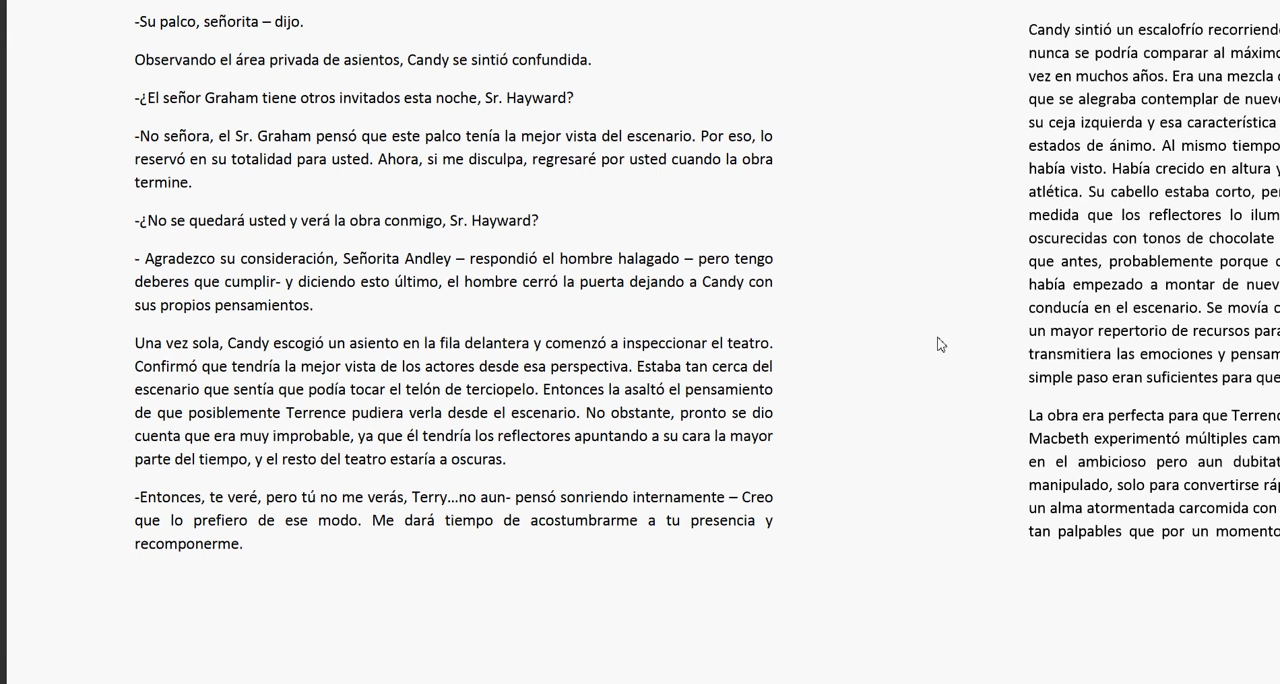 -Su palco, señorita – dijo.
Observando el área privada de asientos, Candy se sintió confundida.
-¿El señor Graham tiene otros invitados esta noche, Sr. Hayward?
-No señora, el Sr. Graham pensó que este palco tenía la mejor vista del escenario. Por eso, lo
reservó en su totalidad para usted. Ahora, si me disculpa, regresaré por usted cuando la obra
termine.
-¿No se quedará usted y verá la obra conmigo, Sr. Hayward?
- Agradezco su consideración, Señorita Andley – respondió el hombre halagado – pero tengo
deberes que cumplir- y diciendo esto último, el hombre cerró la puerta dejando a Candy con
sus propios pensamientos.
Una vez sola, Candy escogió un asiento en la fila delantera y comenzó a inspeccionar el teatro.
Confirmó que tendría la mejor vista de los actores desde esa perspectiva. Estaba tan cerca del
escenario que sentía que podía tocar el telón de terciopelo. Entonces la asaltó el pensamiento
de que posiblemente Terrence pudiera verla desde el escenario. No obstante, pronto se dio
cuenta que era muy improbable, ya que él tendría los reflectores apuntando a su cara la mayor
parte del tiempo, y el resto del teatro estaría a oscuras.
-Entonces, te veré, pero tú no me verás, Terry...no aun- pensó sonriendo internamente – Creo
que lo prefiero de ese modo. Me dará tiempo de acostumbrarme a tu presencia y
recomponerme.
Candy sintió un escalofrío
nunca se podría comparar al
vez en muchos años. Era una mezcla
que se alegraba contemplar de
su ceja izquierda y esa característica
estados de ánimo. Al mismo
había visto. Había crecido en altura y
atlética. Su cabello estaba corto,
medida que los reflectores lo
oscurecidas con tonos de chocolate
que antes, probablemente porque
había empezado a montar de
conducía en el escenario. Se movía
un mayor repertorio de recursos
transmitiera las emociones y
simple paso eran suficientes para que
La obra era perfecta para que
Macbeth experimentó múltiples
en el ambicioso pero aun
manipulado, solo para convertirse
un alma atormentada carcomida con
tan palpables que por un momento